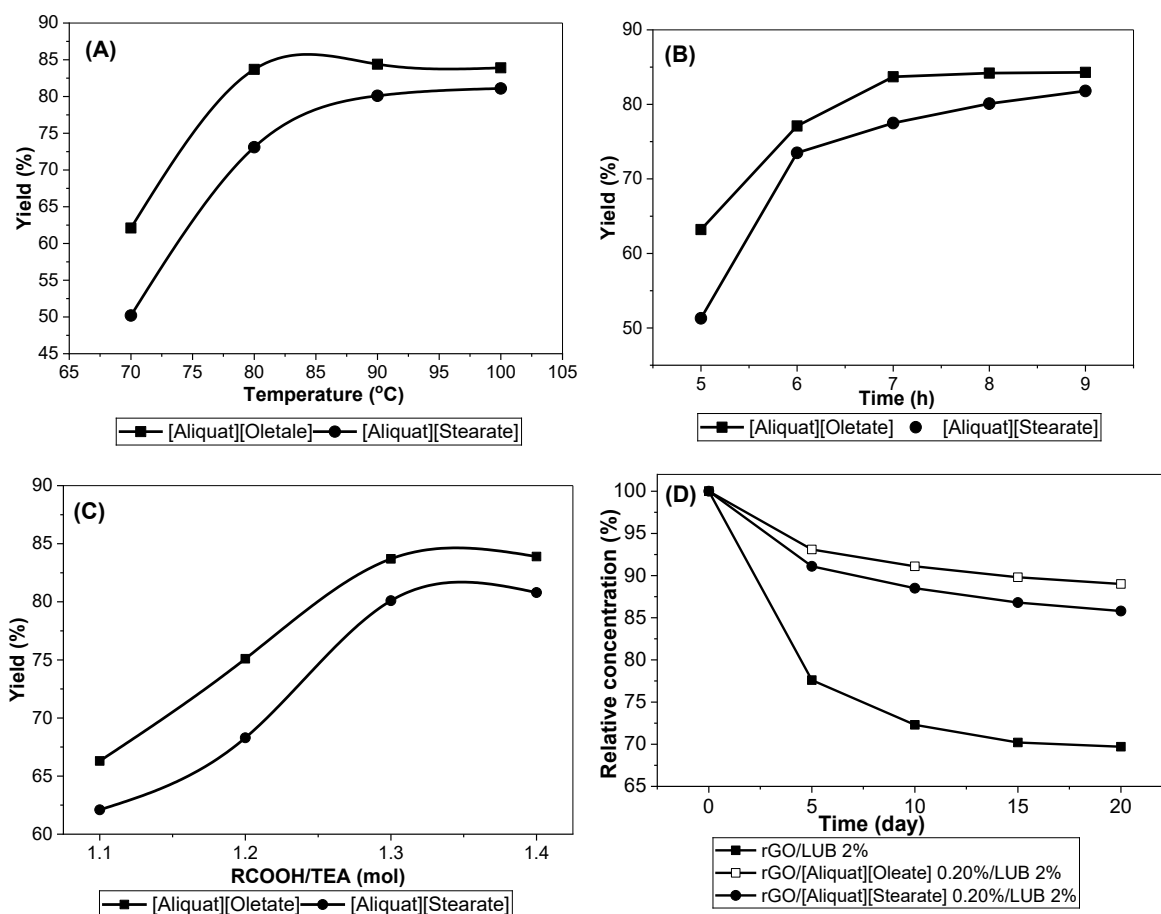 (A)
Yield (%)
90
85
80
75
70
65
60
55
50
45
65 70 75 80 85 90 95 100 105
Temperature (°C)
[Aliquat][Oletale] [Aliquat][Stearate]
(B)
Yield (%)
90
80
70
60
50
5 6 7 8 9
Time (h)
[Aliquat][Oletate] [Aliquat][Stearate]
(C)
Yield (%)
90
85
80
75
70
65
60
1.1 1.2 1.3 1.4
RCOOH/TEA (mol)
[Aliquat][Oletate] [Aliquat][Stearate]
(D)
Relative concentration (%)
100
95
90
85
80
75
70
65
0 5 10 15 20
Time (day)
rGO/LUB 2%
rGO/[Aliquat][Oleate] 0.20%/LUB 2%
rGO/[Aliquat][Stearate] 0.20%/LUB 2%